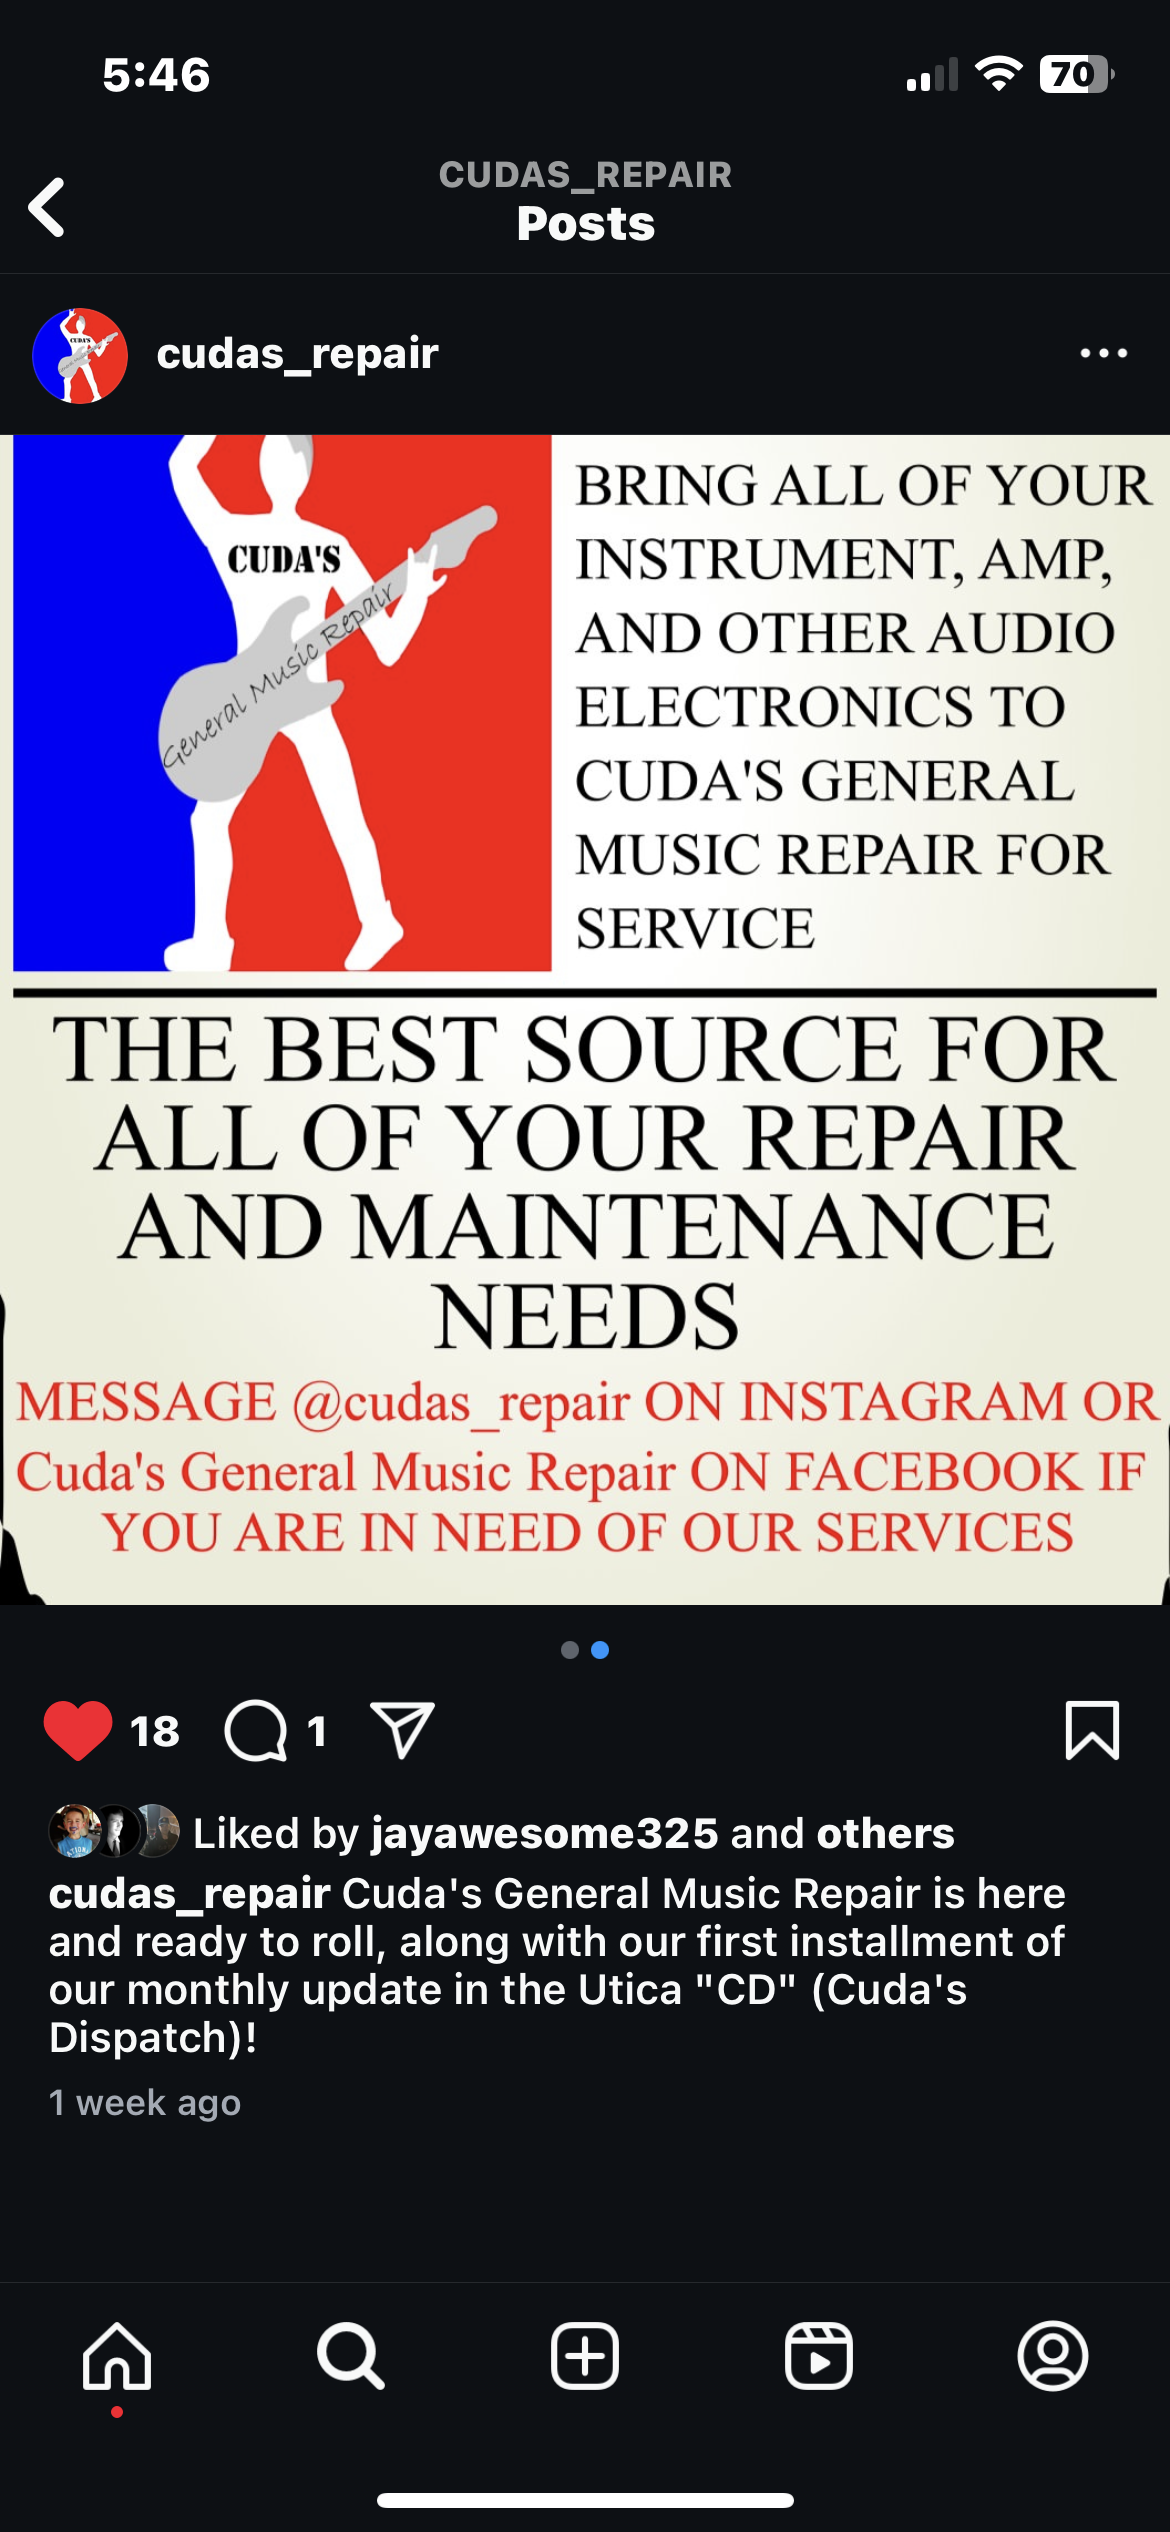 5:46
70
CUDAS_REPAIR
Posts
cudas_repair
CUDA'S
General Music Repair
BRING ALL OF YOUR
INSTRUMENT, AMP,
AND OTHER AUDIO
ELECTRONICS TO
CUDA'S GENERAL
MUSIC REPAIR FOR
SERVICE
THE BEST SOURCE FOR
ALL OF YOUR REPAIR
AND MAINTENANCE
NEEDS
MESSAGE @cudas_repair ON INSTAGRAM OR
Cuda's General Music Repair ON FACEBOOK IF
YOU ARE IN NEED OF OUR SERVICES
18
1
Liked by jayawesome325 and others
cudas_repair Cuda's General Music Repair is here
and ready to roll, along with our first installment of
our monthly update in the Utica "CD" (Cuda's
Dispatch)!
1 week ago